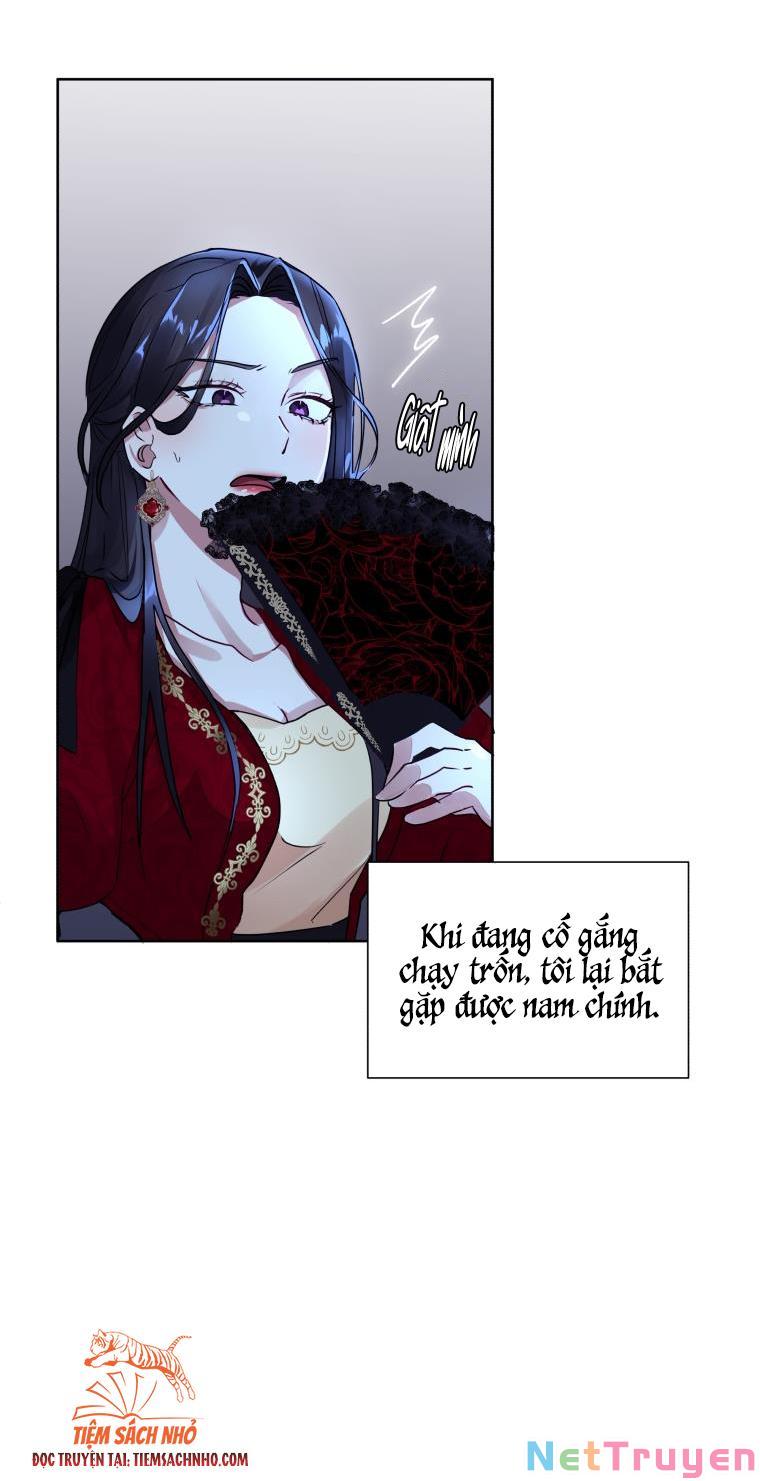 Giật mình
Khi đang cố gắng
chạy trốn, tôi lại bắt
gặp được nam chính.
TIỆM SÁCH NHỎ
ĐỌC TRUYỆN TẠI: TIEMSACHNHO.COM
NetTruyen